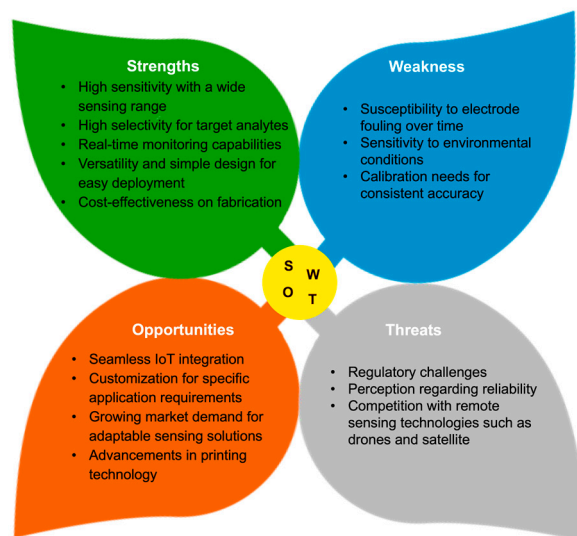 Strengths
• High sensitivity with a wide
sensing range
• High selectivity for target analytes
• Real-time monitoring capabilities
• Versatility and simple design for
easy deployment
• Cost-effectiveness on fabrication
Weakness
• Susceptibility to electrode
fouling over time
• Sensitivity to environmental
conditions
• Calibration needs for
consistent accuracy
S
W
O
T
Opportunities
• Seamless IoT integration
• Customization for specific
application requirements
• Growing market demand for
adaptable sensing solutions
• Advancements in printing
technology
Threats
• Regulatory challenges
• Perception regarding reliability
• Competition with remote
sensing technologies such as
drones and satellite